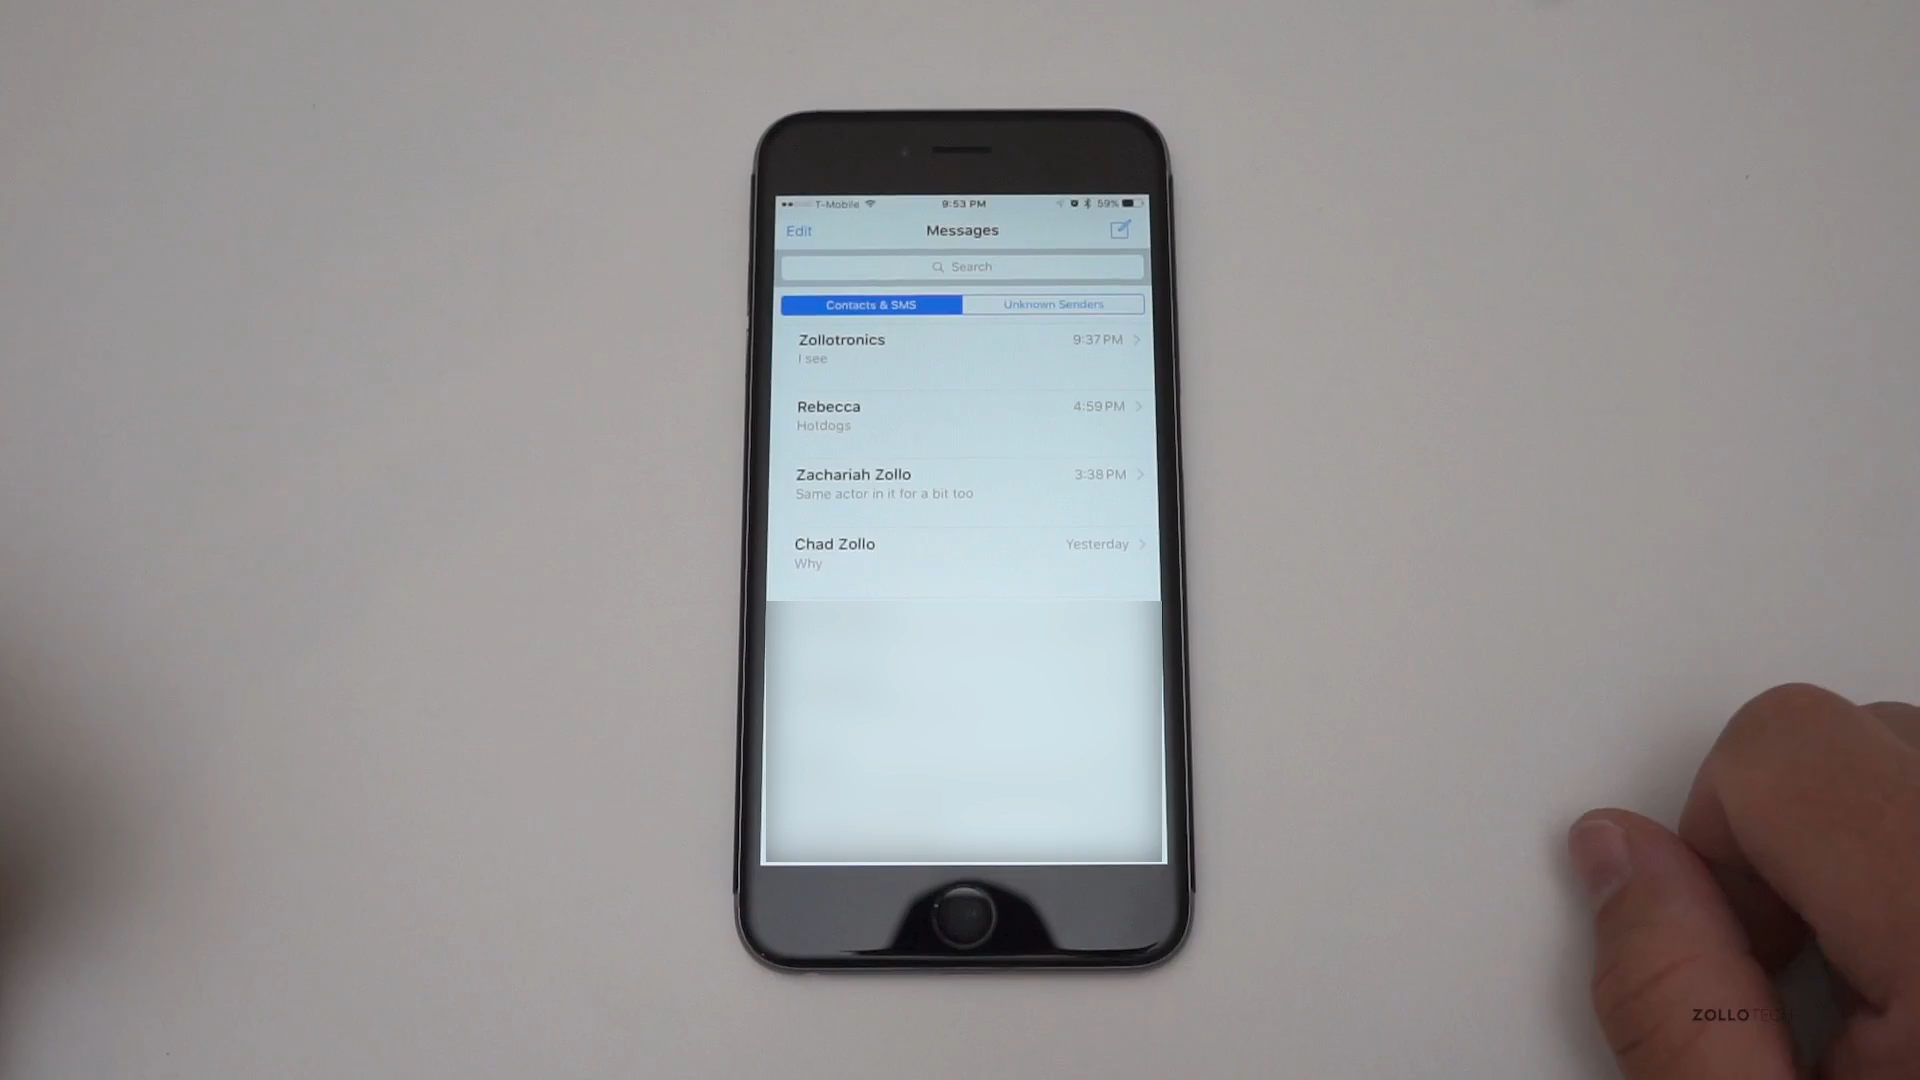 T-Mobile 9:53 PM 59%
Edit Messages
Search
Contacts & SMS Unknown Senders
Zollotronics 9:37 PM
I see
Rebecca 4:59 PM
Hotdogs
Zachariah Zollo 3:38 PM
Same actor in it for a bit too
Chad Zollo Yesterday
Why
ZOLLOTECH